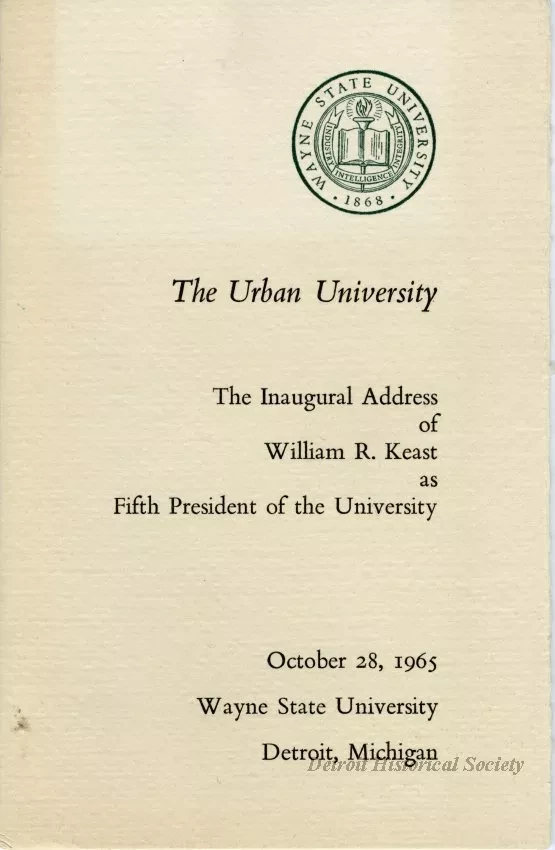 WAYNE STATE UNIVERSITY
INDUSTRY
INTELLIGENCE
INTEGRITY
· 1868 ·
The Urban University
The Inaugural Address
of
William R. Keast
as
Fifth President of the University
October 28, 1965
Wayne State University
Detroit, Michigan
Detroit Historical Society